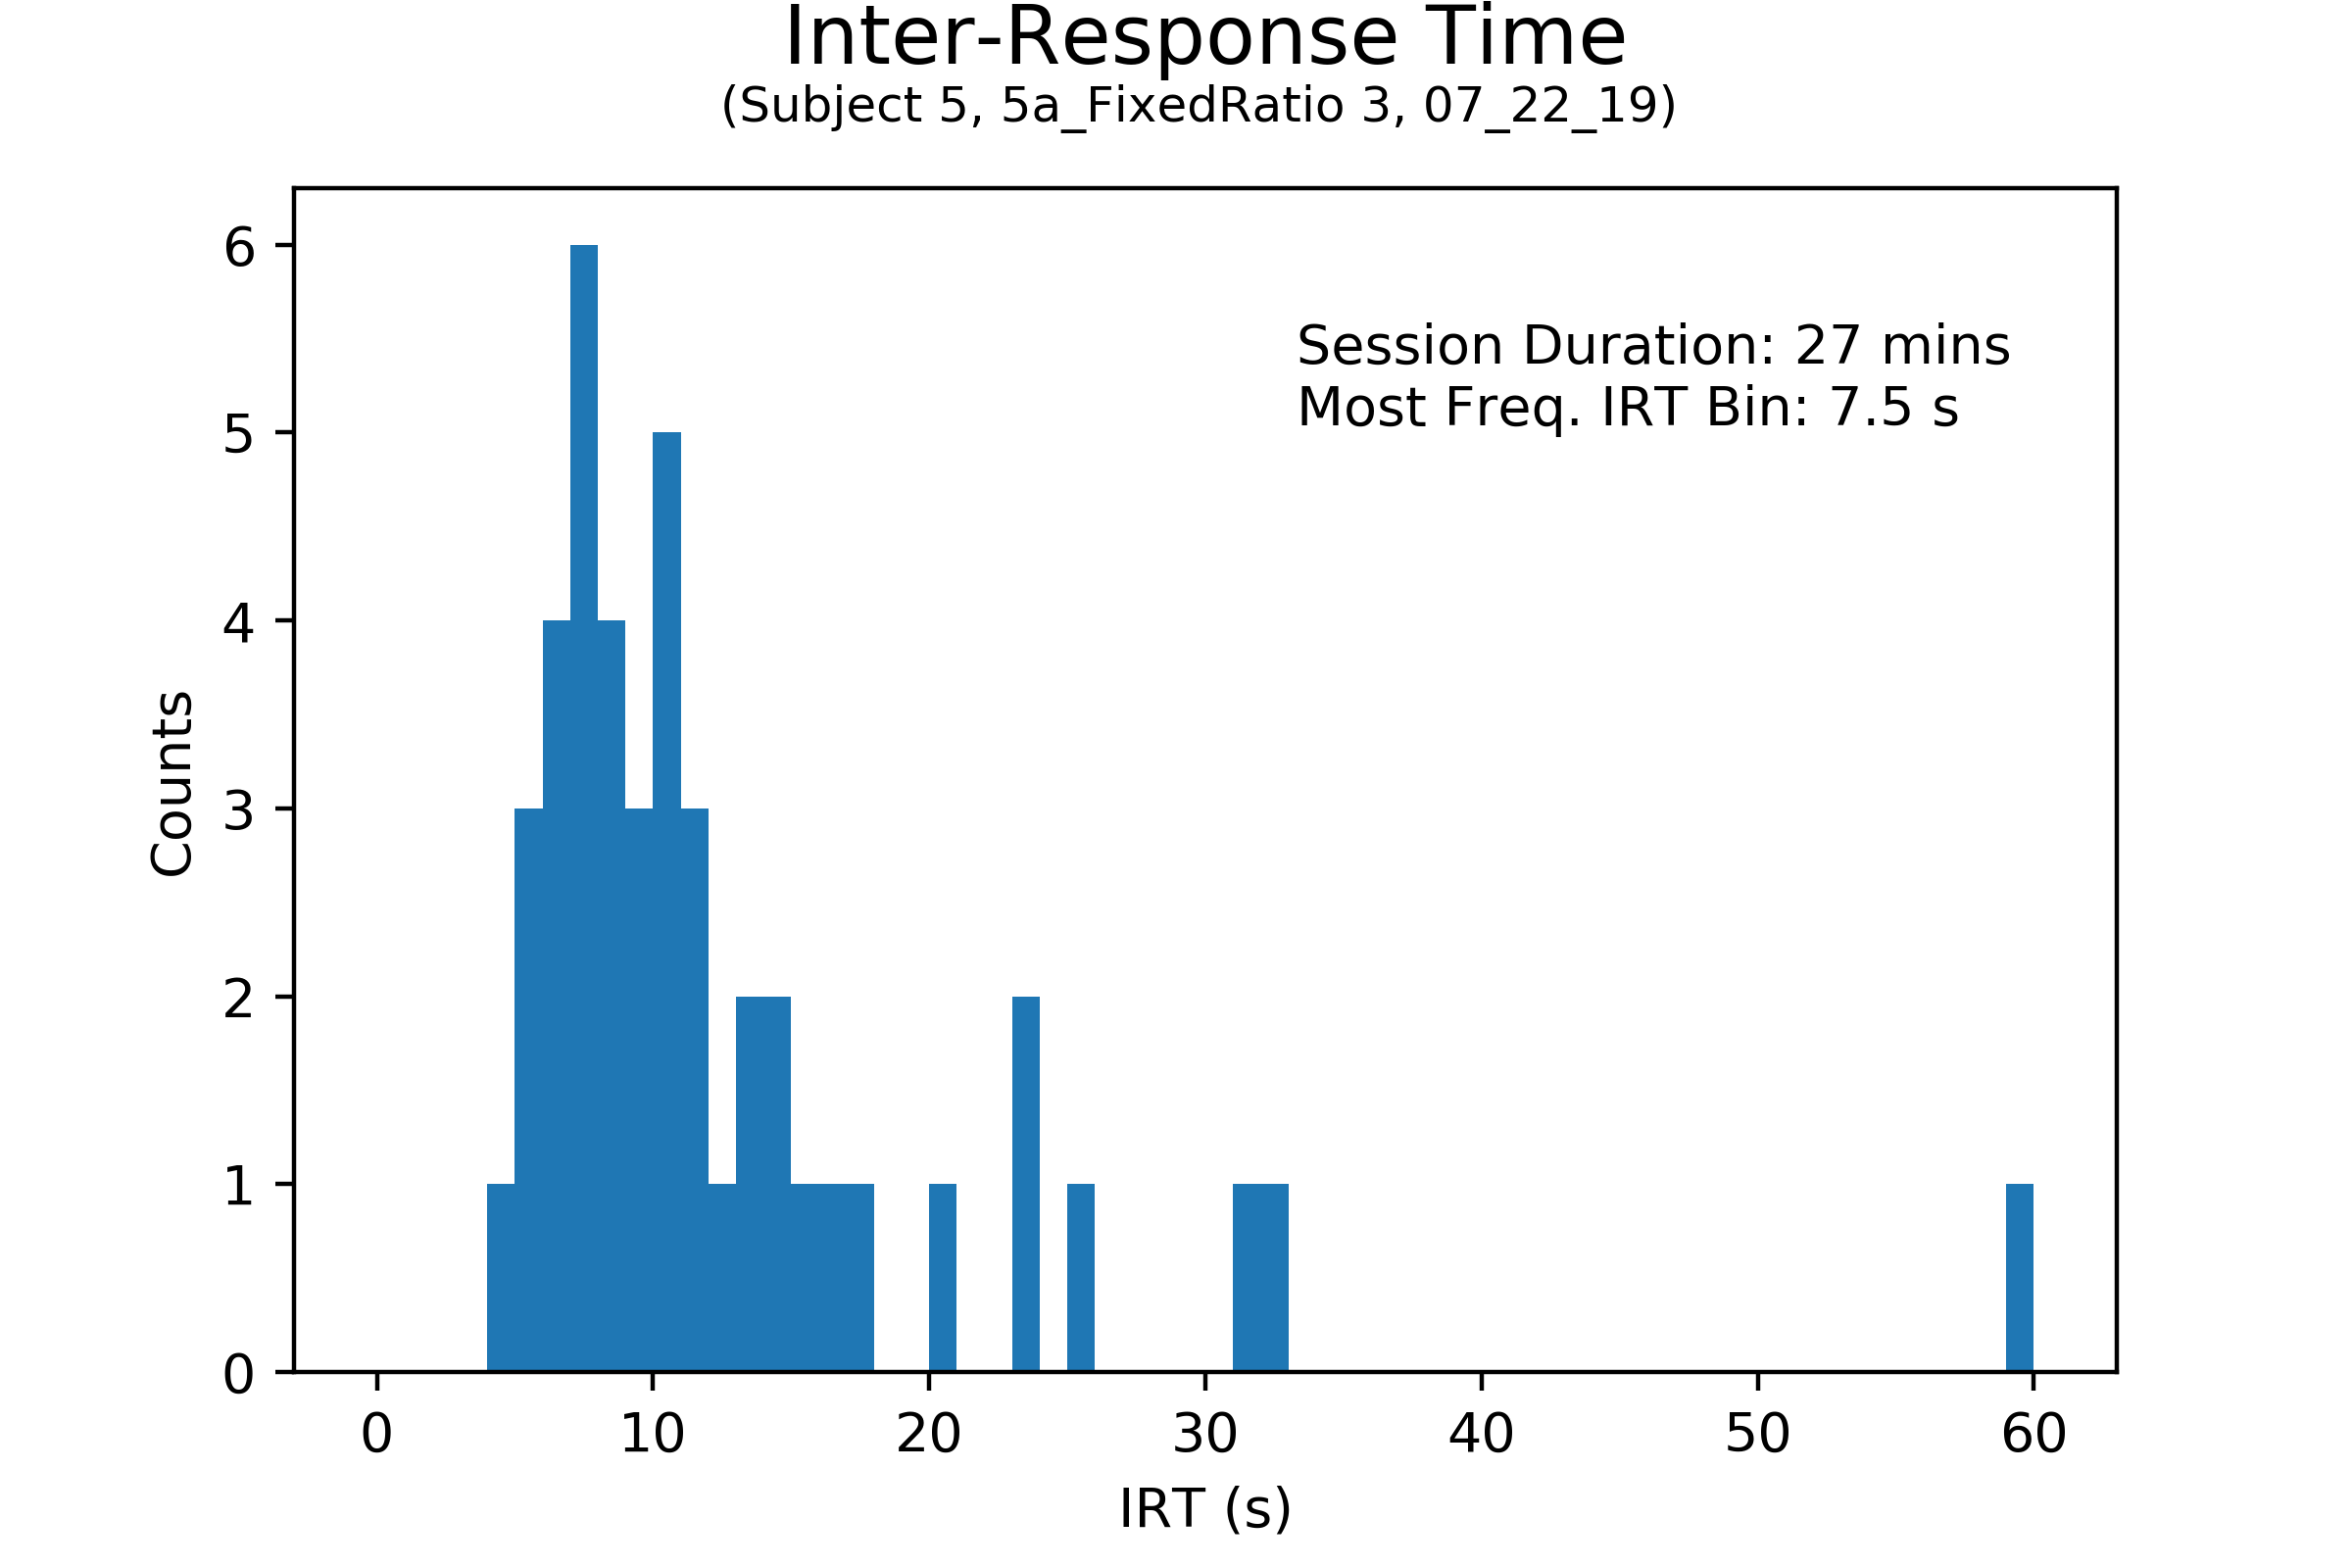 Inter-Response Time
(Subject 5, 5a_FixedRatio 3, 07_22_19)
Session Duration: 27 mins
Most Freq. IRT Bin: 7.5 s
6
5
4
3
2
1
0
Counts
0 10 20 30 40 50 60
IRT (s)